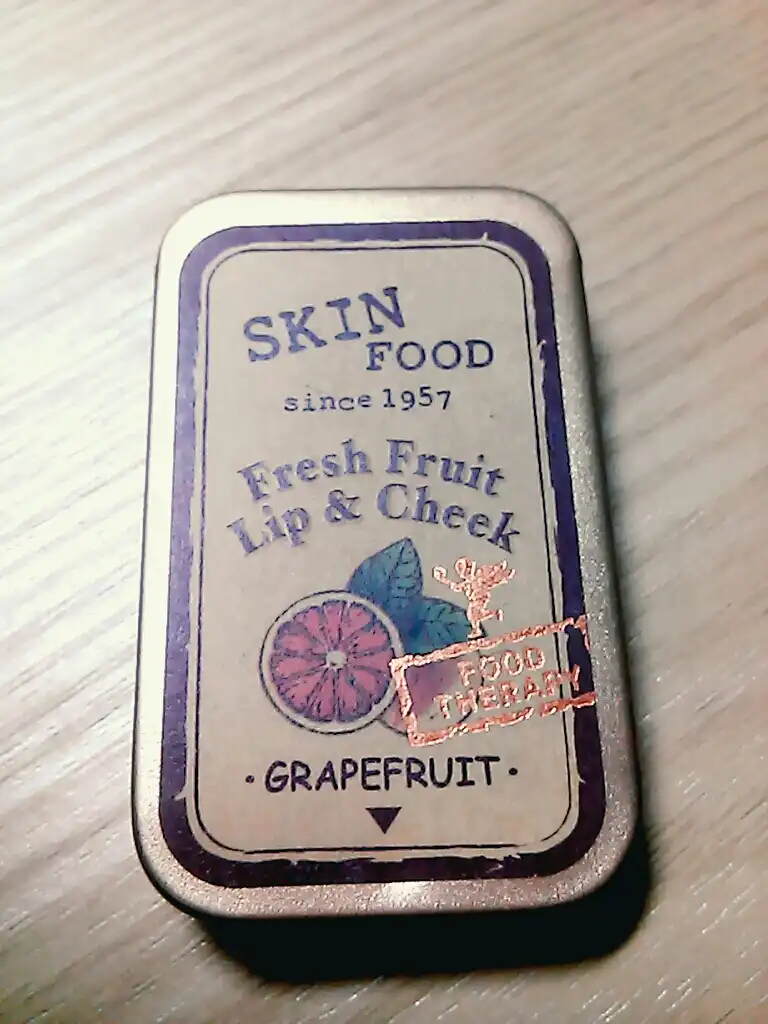 SKIN
FOOD
since 1957
Fresh Fruit
Lip & Cheek
FOOD
THERAPY
·GRAPEFRUIT·